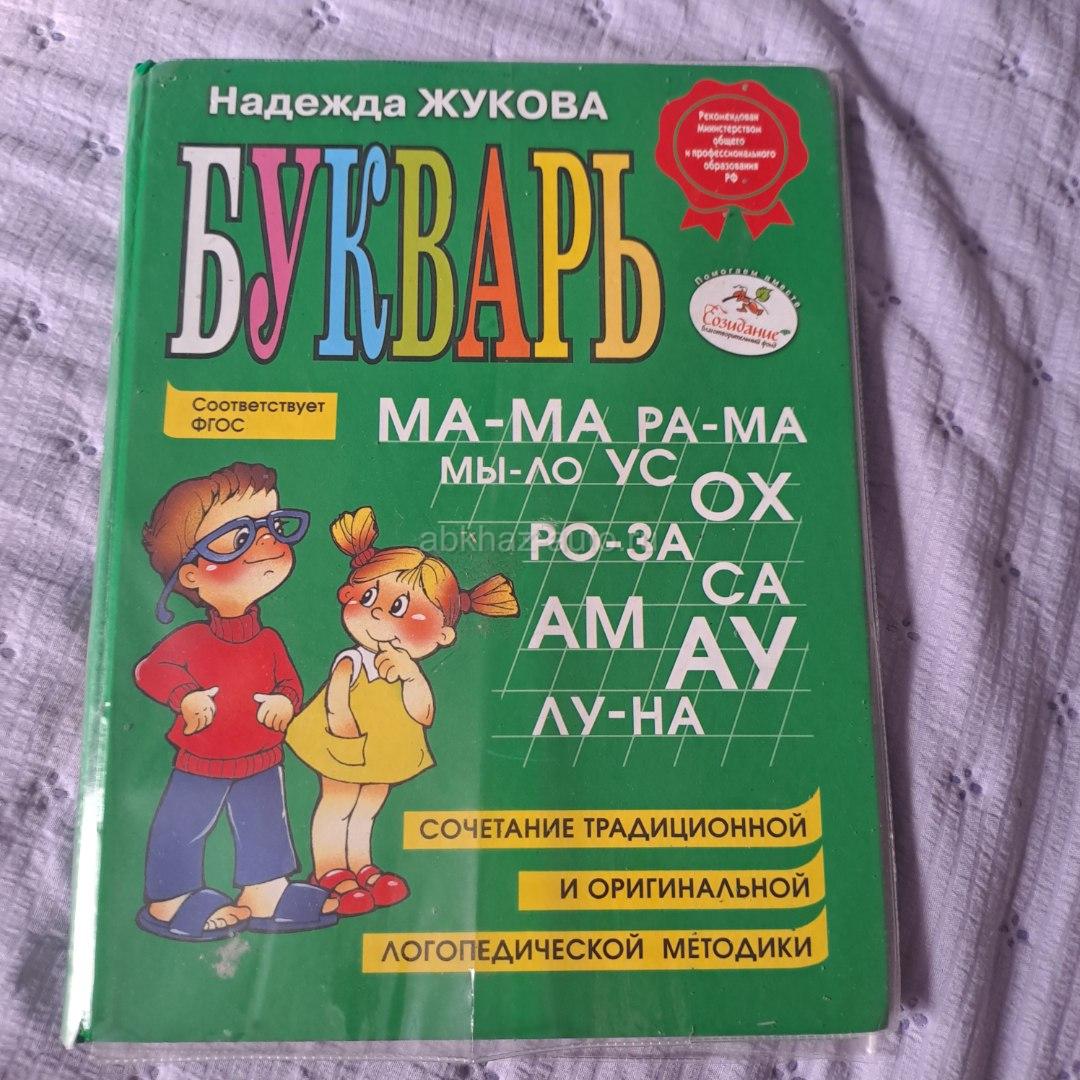 Надежда ЖУКОВА
БУКВАРЬ
Рекомендован
Министерством
общего
и профессионального
образования
РФ
Помогаем вместе
Созидание
благотворительный фонд
Соответствует
ФГОС
МА-МА РА-МА
МЫ-ЛО УС
ОХ
РО-ЗА
СА
АМ
АУ
ЛУ-НА
СОЧЕТАНИЕ ТРАДИЦИОННОЙ
И ОРИГИНАЛЬНОЙ
ЛОГОПЕДИЧЕСКОЙ МЕТОДИКИ